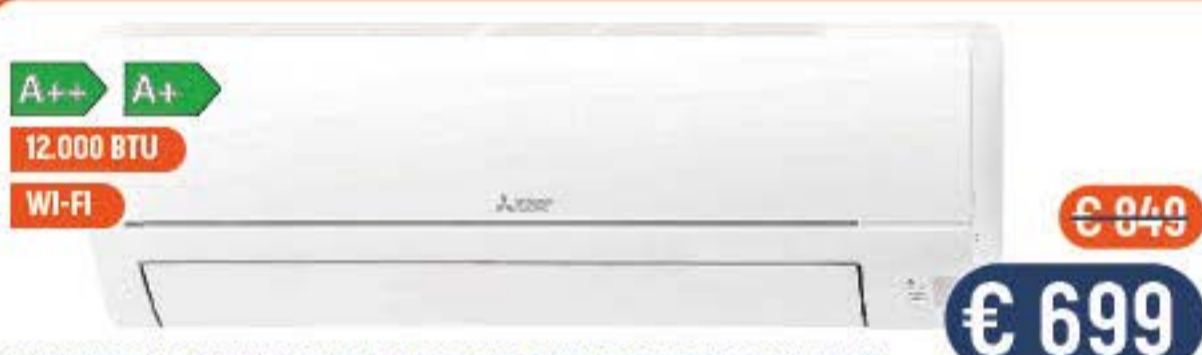 A++ A+
12.000 BTU
WI-FI
€ 849
€ 699